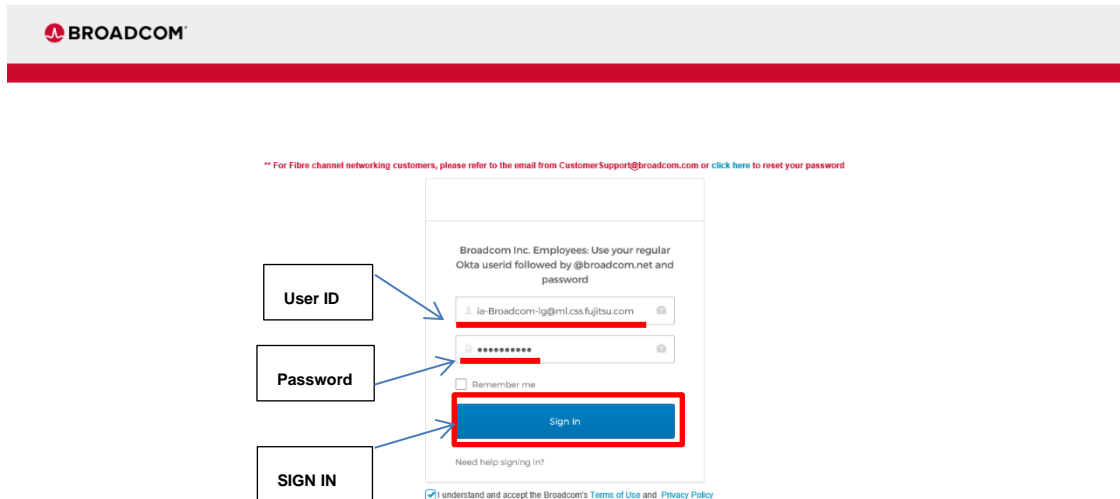 BROADCOM
** For Fibre channel networking customers, please refer to the email from CustomerSupport@broadcom.com or click here to reset your password
Broadcom Inc. Employees: Use your regular
Okta userid followed by @broadcom.net and
password
User ID
ia-Broadcom-lg@ml.css.fujitsu.com
Password
Remember me
Sign In
Need help signing in?
SIGN IN
I understand and accept the Broadcom's Terms of Use and Privacy Policy